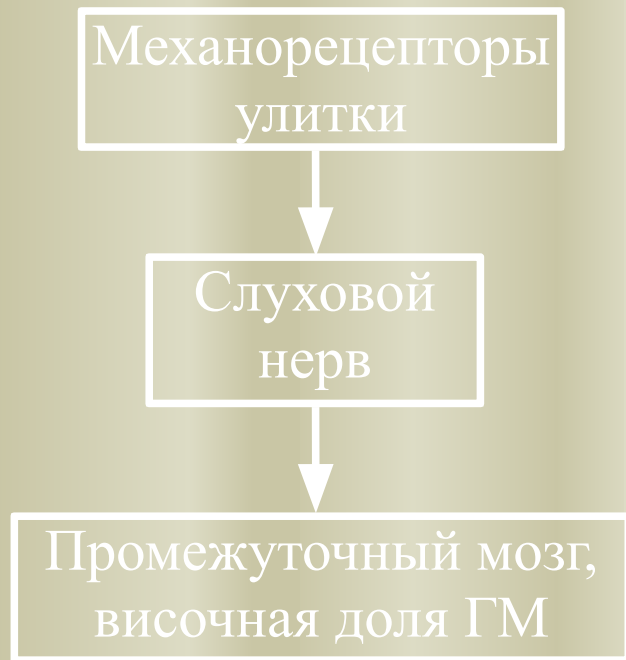 Механорецепторы
улитки
Слуховой
нерв
Промежуточный мозг,
височная доля ГМ